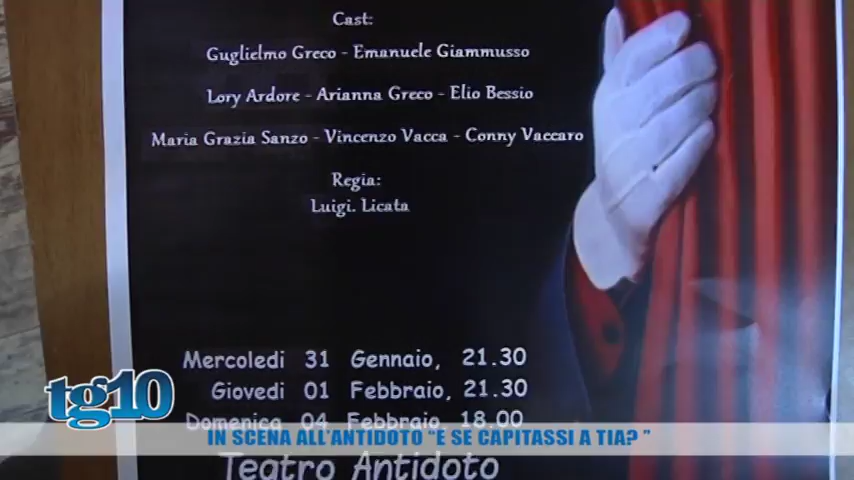 Cast:
Guglielmo Greco - Emanuele Giammusso
Lory Ardore - Arianna Greco - Elio Bessio
Maria Grazia Sanzo - Vincenzo Vacca - Conny Vaccaro
Regia:
Luigi. Licata
Mercoledi 31 Gennaio, 21.30
Giovedi 01 Febbraio, 21.30
Domenica 04 Febbraio 18.00
tg10
IN SCENA ALL'ANTIDOTO "E SE CAPITASSI A TIA? "
Teatro Antidoto